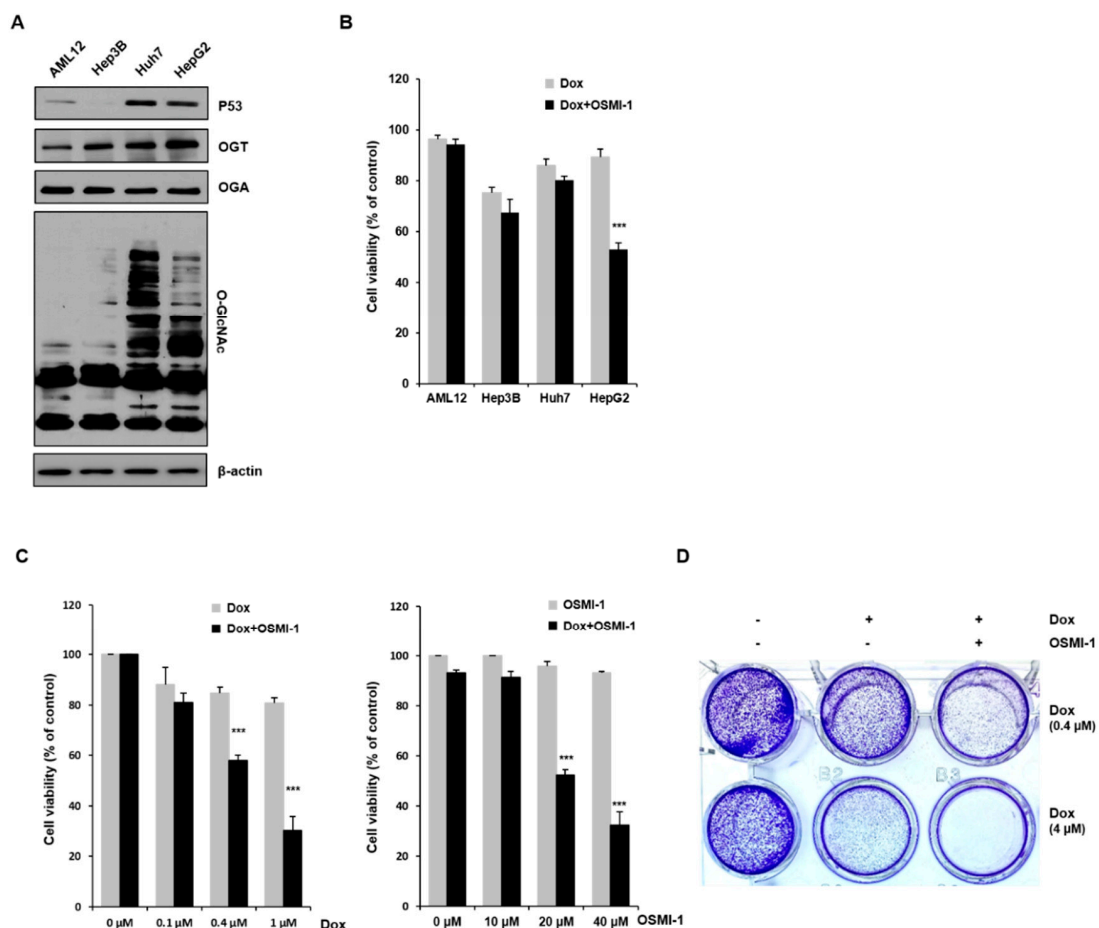 A
AML12
Hep3B
Huh7
HepG2
P53
OGT
OGA
O-GlcNAc
β-actin
B
Cell viability (% of control)
120
100
80
60
40
20
0
Dox
Dox+OSMI-1
***
AML12 Hep3B Huh7 HepG2
C
Cell viability (% of control)
120
100
80
60
40
20
0
Dox
Dox+OSMI-1
***
***
0 μM 0.1 μM 0.4 μM 1 μM Dox
Cell viability (% of control)
120
100
80
60
40
20
0
OSMI-1
Dox+OSMI-1
***
***
0 μM 10 μM 20 μM 40 μM OSMI-1
D
- + + Dox
- - + OSMI-1
Dox
(0.4 μM)
B2 B3
Dox
(4 μM)